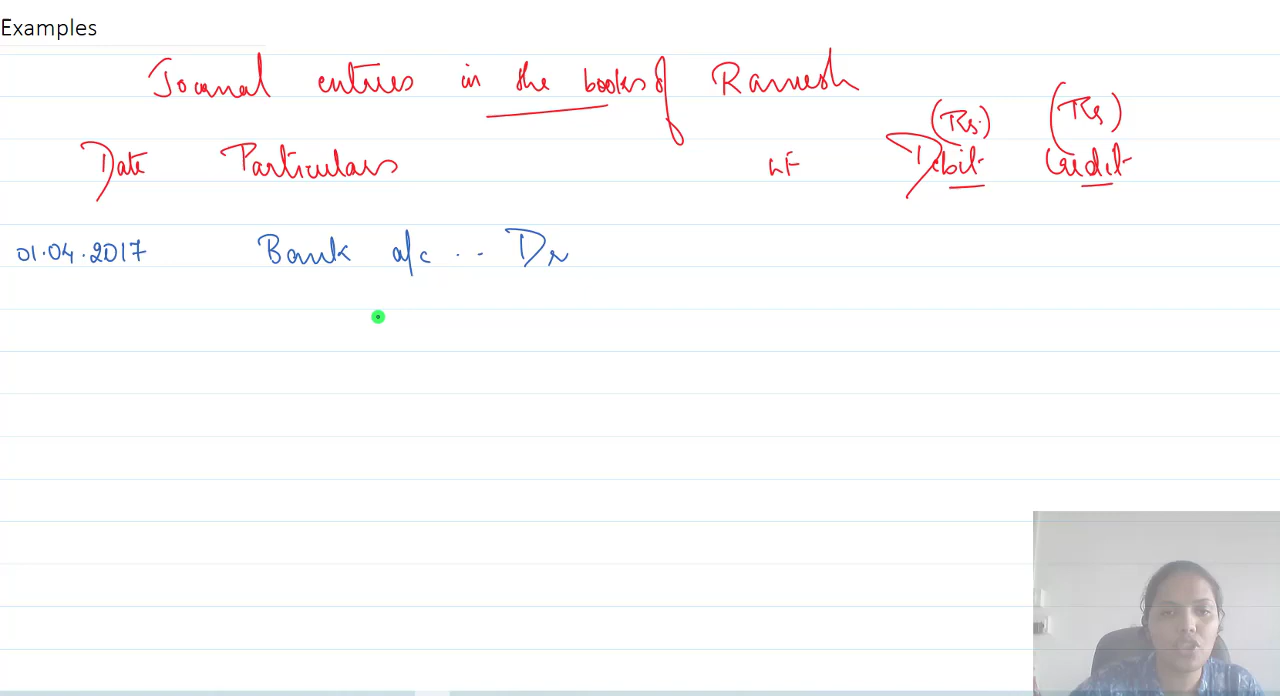 Examples
Journal entries in the books of Ramesh
(Rs.) (Rs)
Date Particulars LF Debit Credit
01.04.2017 Bank a/c ... Dr